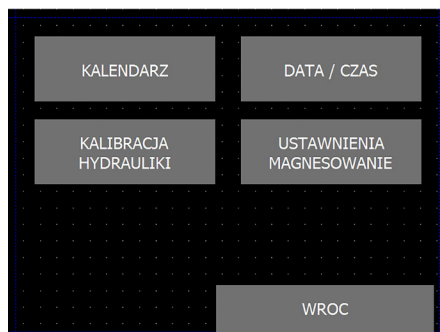 KALENDARZ
DATA / CZAS
KALIBRACJA
HYDRAULIKI
USTAWNIENIA
MAGNESOWANIE
WROC